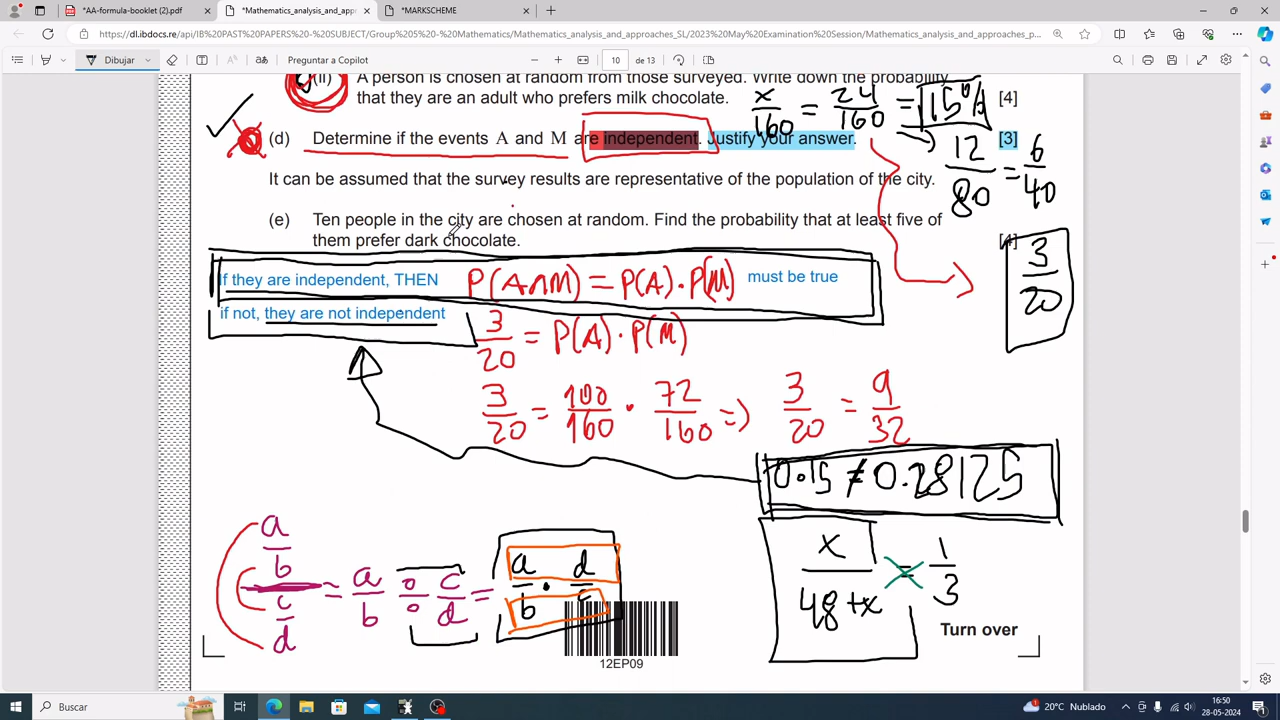 AA-formula-booklet (2).pdf
*Mathematics_analysis_and_app
*MARKSCHEME
https://dl.ibdocs.re/api/IB%20PAST%20PAPERS%20-%20SUBJECT/Group%205%20-%20Mathematics/Mathematics_analysis_and_approaches_SL/2023%20May%20Examination%20Session/Mathematics_analysis_and_approaches_p...
Dibujar
Preguntar a Copilot
10
de 13
(ii) A person is chosen at random from those surveyed. Write down the probability
that they are an adult who prefers milk chocolate. [4]
x/160 = 24/160 = 15%
12/80 = 6/40
(d) Determine if the events A and M are independent. Justify your answer. [3]
It can be assumed that the survey results are representative of the population of the city.
(e) Ten people in the city are chosen at random. Find the probability that at least five of
them prefer dark chocolate. [4]
3/20
If they are independent, THEN P(A∩M) = P(A)·P(M) must be true
if not, they are not independent
3/20 = P(A)·P(M)
3/20 = 100/160 · 72/160 => 3/20 = 9/32
0.15 ≠ 0.28125
a/b / c/d = a/b ÷ c/d = a/b · d/c
x/(48+x) = 1/3
Turn over
12EP09
Buscar
20°C Nublado
16:50
28-05-2024